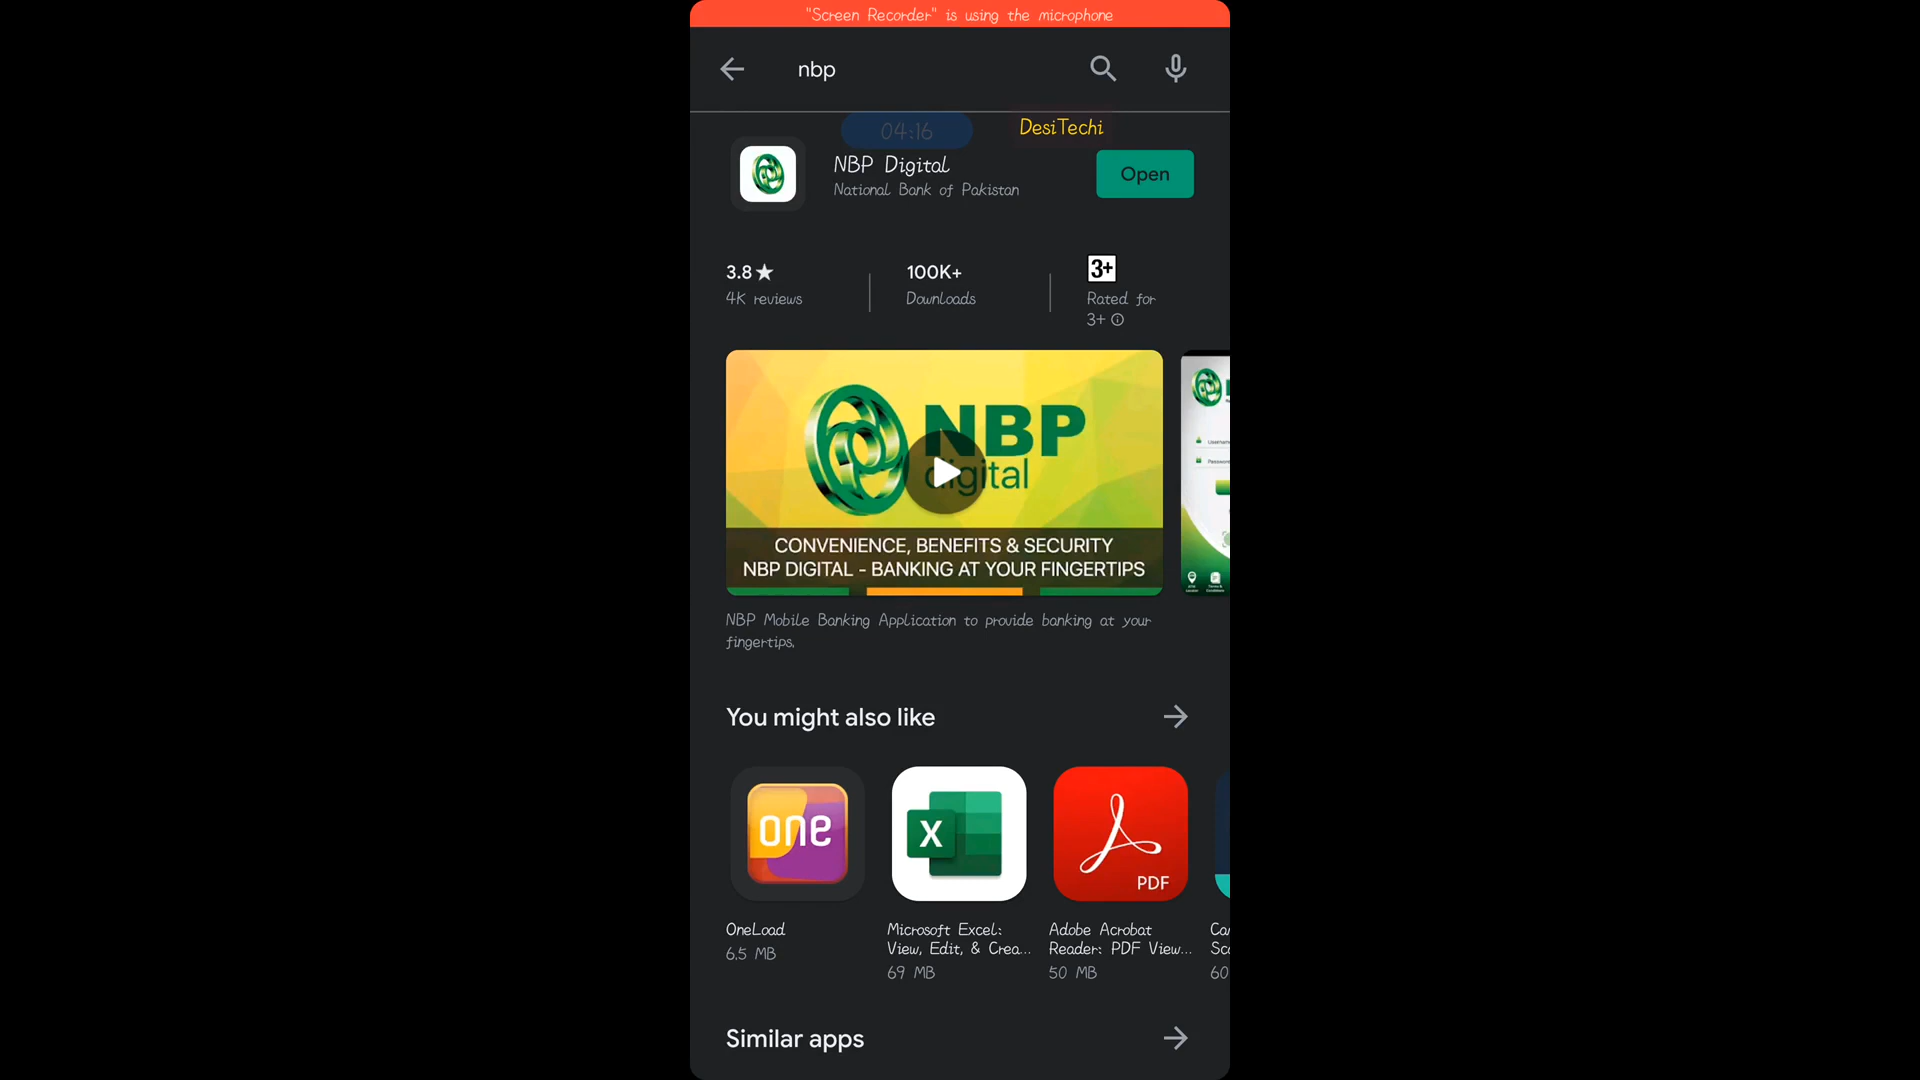 "Screen Recorder" is using the microphone
nbp
04:16
DesiTechi
NBP Digital
National Bank of Pakistan
Open
3.8★
4K reviews
100K+
Downloads
3+
Rated for
3+
NBP
digital
CONVENIENCE, BENEFITS & SECURITY
NBP DIGITAL - BANKING AT YOUR FINGERTIPS
NBP Mobile Banking Application to provide banking at your
fingertips.
You might also like
one
X
PDF
OneLoad
6.5 MB
Microsoft Excel:
View, Edit, & Crea...
69 MB
Adobe Acrobat
Reader: PDF View...
50 MB
60
Similar apps